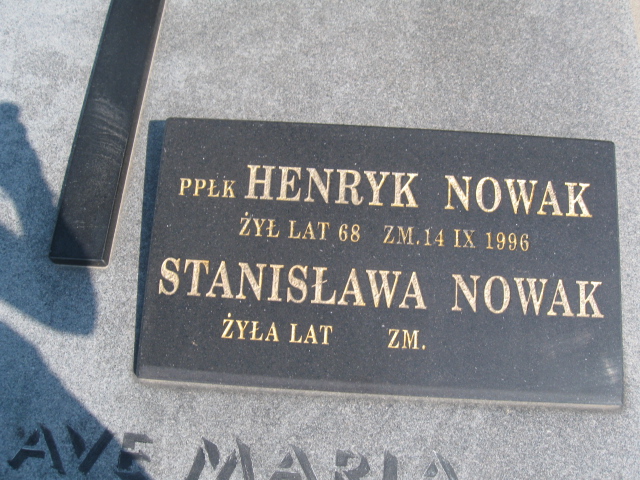 PPŁK HENRYK NOWAK
ŻYŁ LAT 68 ZM.14 IX 1996
STANISŁAWA NOWAK
ŻYŁA LAT ZM.
AVE MARIA